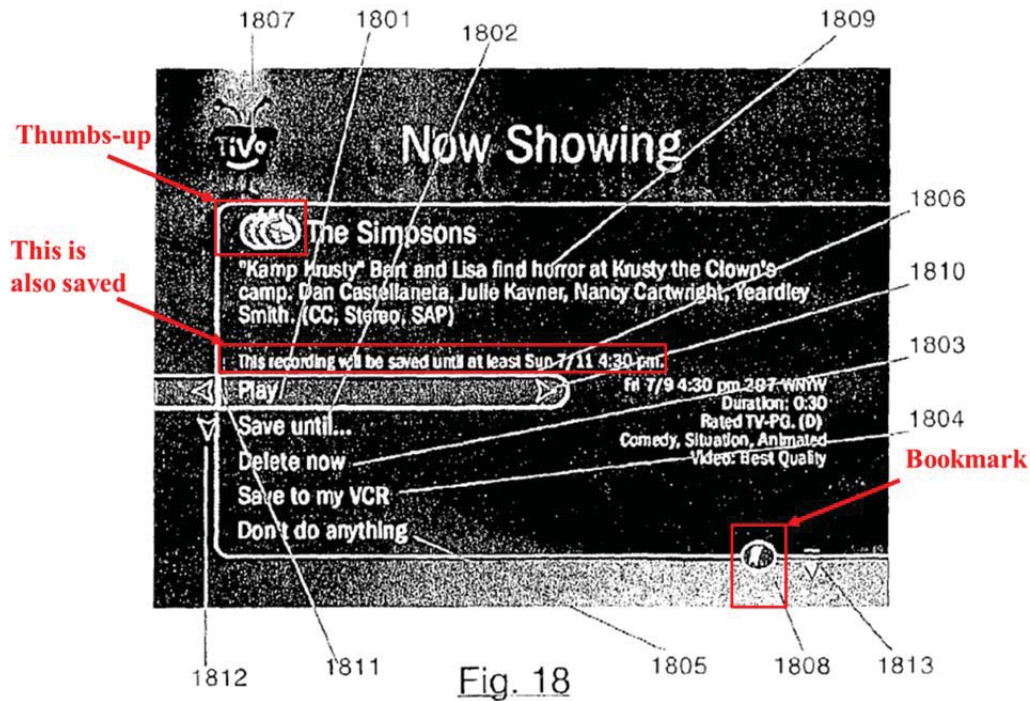 1807 1801 1802 1809
Thumbs-up
TiVo
Now Showing
1806
The Simpsons
This is
also saved
"Kamp Krusty" Bart and Lisa find horror at Krusty the Clown's
camp. Dan Castellaneta, Julie Kavner, Nancy Cartwright, Yeardley
Smith. (CC, Stereo, SAP)
1810
This recording will be saved until at least Sun 7/11 4:30 pm.
1803
Play
Fri 7/9 4:30 pm 287 WNYW
Duration: 0:30
Save until...
Rated TV-PG. (D)
1804
Comedy, Situation, Animated
Delete now
Video: Best Quality
Bookmark
Save to my VCR
Don't do anything
1812 1811 1805 1808 1813
Fig. 18